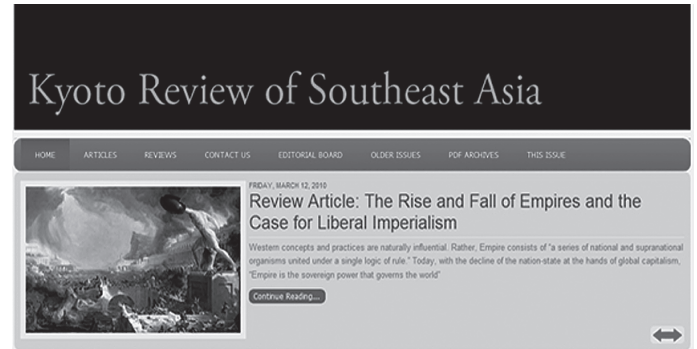 Kyoto Review of Southeast Asia
HOME ARTICLES REVIEWS CONTACT US EDITORIAL BOARD OLDER ISSUES PDF ARCHIVES THIS ISSUE
FRIDAY, MARCH 12, 2010
Review Article: The Rise and Fall of Empires and the
Case for Liberal Imperialism
Western concepts and practices are naturally influential. Rather, Empire consists of "a series of national and supranational
organisms united under a single logic of rule." Today, with the decline of the nation-state at the hands of global capitalism,
"Empire is the sovereign power that governs the world"
Continue Reading...